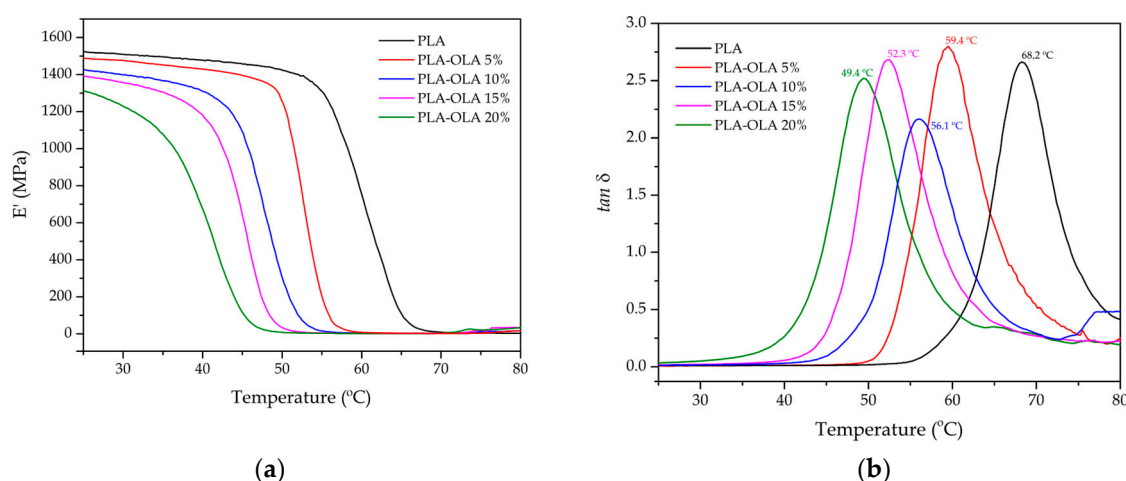 1600
1400
1200
1000
800
600
400
200
0
E' (MPa)
30 40 50 60 70 80
Temperature (ºC)
PLA
PLA-OLA 5%
PLA-OLA 10%
PLA-OLA 15%
PLA-OLA 20%
(a)
3.0
2.5
2.0
1.5
1.0
0.5
0.0
tan δ
30 40 50 60 70 80
Temperature (ºC)
PLA
PLA-OLA 5%
PLA-OLA 10%
PLA-OLA 15%
PLA-OLA 20%
49.4 ºC
52.3 ºC
59.4 ºC
56.1 ºC
68,2 ºC
(b)